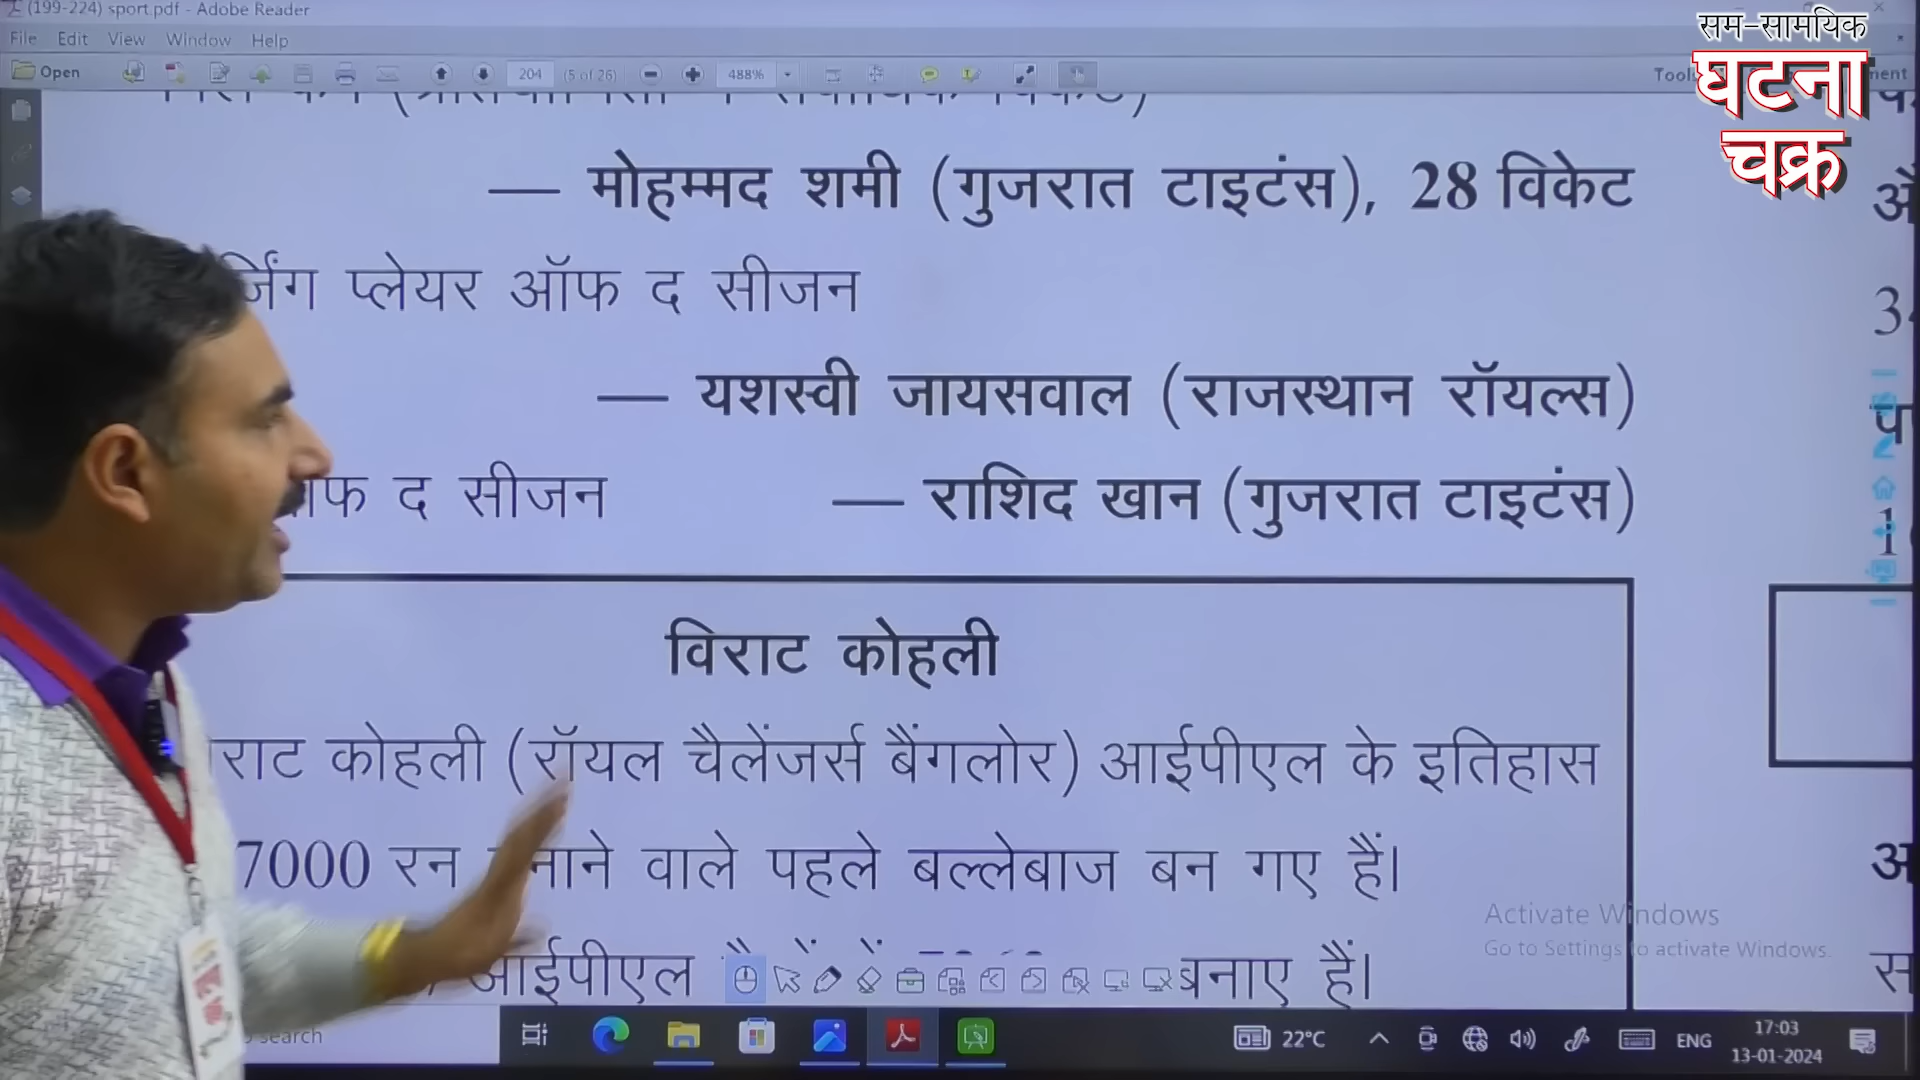 (199-224) sport.pdf - Adobe Reader
File Edit View Window Help
Open 204 (5 of 26) 488%
सम-सामयिक
घटना
चक्र
— मोहम्मद शमी (गुजरात टाइटंस), 28 विकेट
प्लेयर ऑफ द सीजन
— यशस्वी जायसवाल (राजस्थान रॉयल्स)
द सीजन — राशिद खान (गुजरात टाइटंस)
विराट कोहली
कोहली (रॉयल चैलेंजर्स बैंगलोर) आईपीएल के इतिहास
7000 रन वाले पहले बल्लेबाज बन गए हैं।
आईपीएल बनाए हैं।
Activate Windows
Go to Settings to activate Windows.
search
22°C ENG 17:03
13-01-2024